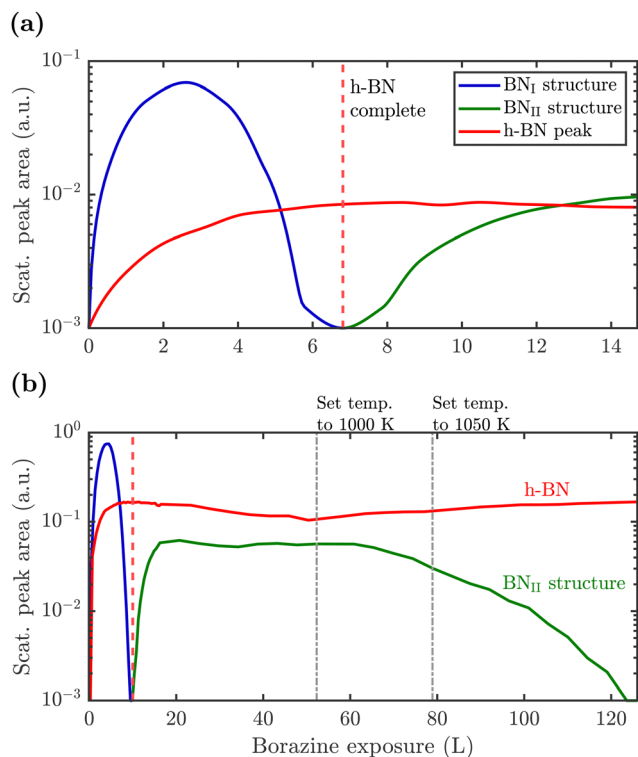 (a)
Scat. peak area (a.u.)
10⁻¹
10⁻²
10⁻³
h-BN
complete
BN_I structure
BN_II structure
h-BN peak
0 2 4 6 8 10 12 14
(b)
Scat. peak area (a.u.)
10⁰
10⁻¹
10⁻²
10⁻³
Set temp.
to 1000 K
Set temp.
to 1050 K
h-BN
BN_II structure
0 20 40 60 80 100 120
Borazine exposure (L)